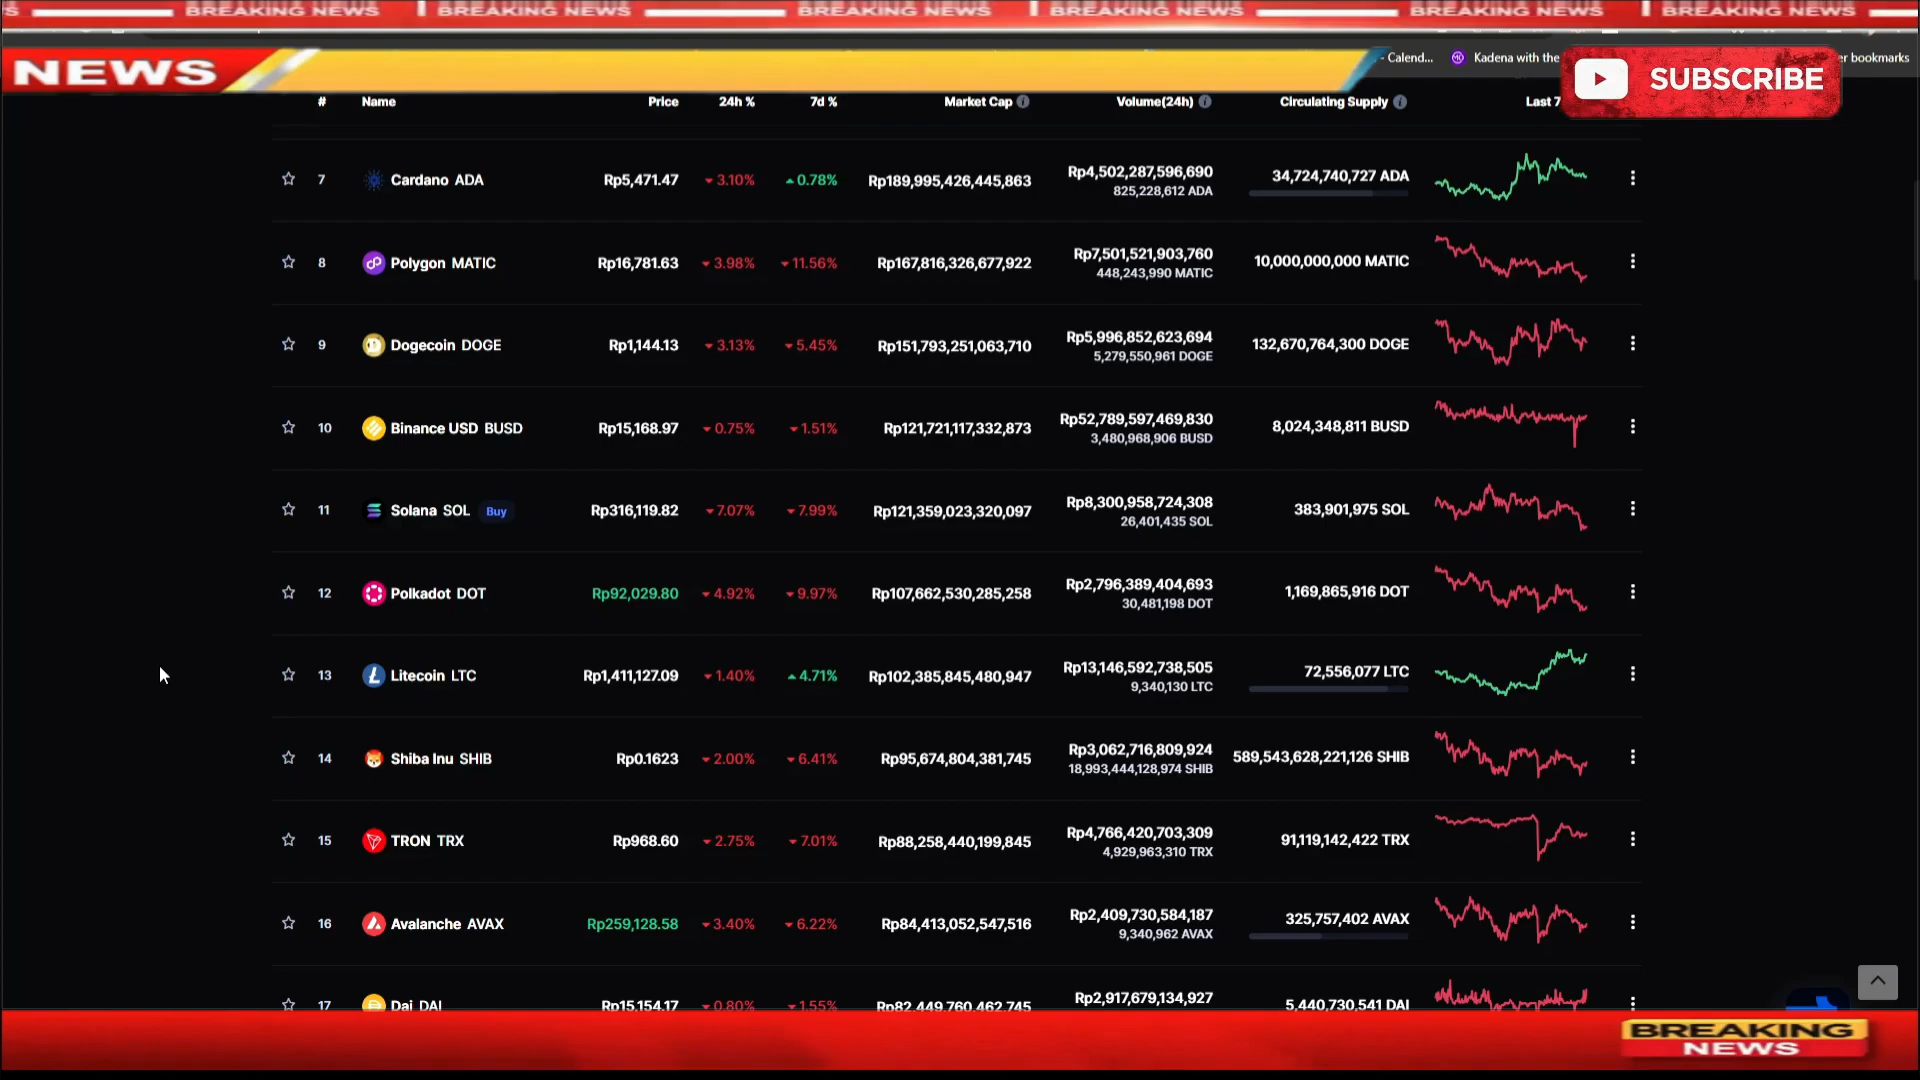 BREAKING NEWS BREAKING NEWS BREAKING NEWS BREAKING NEWS BREAKING NEWS BREAKING NEWS
NEWS
- Calend... Kadena with the
er bookmarks
SUBSCRIBE
# Name Price 24h % 7d % Market Cap Volume(24h) Circulating Supply Last 7
7 Cardano ADA Rp5,471.47 3.10% 0.78% Rp189,995,426,445,863 Rp4,502,287,596,690 34,724,740,727 ADA
825,228,612 ADA
8 Polygon MATIC Rp16,781.63 3.98% 11.56% Rp167,816,326,677,922 Rp7,501,521,903,760 10,000,000,000 MATIC
448,243,990 MATIC
9 Dogecoin DOGE Rp1,144.13 3.13% 5.45% Rp151,793,251,063,710 Rp5,996,852,623,694 132,670,764,300 DOGE
5,279,550,961 DOGE
10 Binance USD BUSD Rp15,168.97 0.75% 1.51% Rp121,721,117,332,873 Rp52,789,597,469,830 8,024,348,811 BUSD
3,480,968,906 BUSD
11 Solana SOL Buy Rp316,119.82 7.07% 7.99% Rp121,359,023,320,097 Rp8,300,958,724,308 383,901,975 SOL
26,401,435 SOL
12 Polkadot DOT Rp92,029.80 4.92% 9.97% Rp107,662,530,285,258 Rp2,796,389,404,693 1,169,865,916 DOT
30,481,198 DOT
13 Litecoin LTC Rp1,411,127.09 1.40% 4.71% Rp102,385,845,480,947 Rp13,146,592,738,505 72,556,077 LTC
9,340,130 LTC
14 Shiba Inu SHIB Rp0.1623 2.00% 6.41% Rp95,674,804,381,745 Rp3,062,716,809,924 589,543,628,221,126 SHIB
18,993,444,128,974 SHIB
15 TRON TRX Rp968.60 2.75% 7.01% Rp88,258,440,199,845 Rp4,766,420,703,309 91,119,142,422 TRX
4,929,963,310 TRX
16 Avalanche AVAX Rp259,128.58 3.40% 6.22% Rp84,413,052,547,516 Rp2,409,730,584,187 325,757,402 AVAX
9,340,962 AVAX
17 Dai DAI Rp15,154.17 0.80% 1.55% Rp82,449,760,462,745 Rp2,917,679,134,927 5,440,730,541 DAI
BREAKING
NEWS